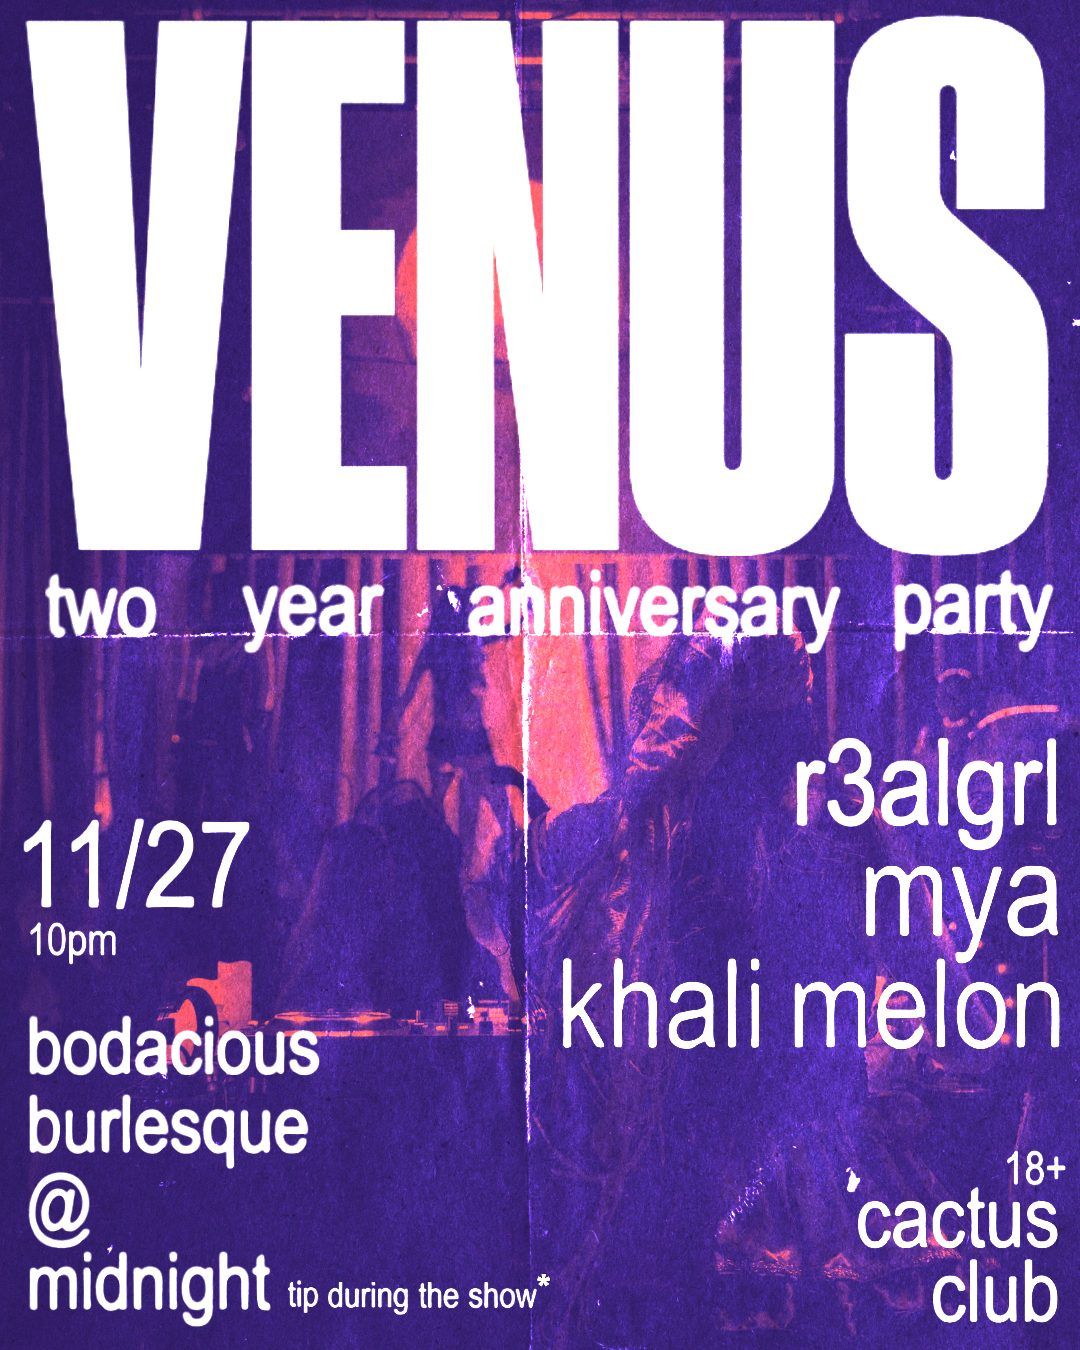 VENUS
two year anniversary party
r3algrl
mya
khali melon
11/27
10pm
bodacious
burlesque
@
midnight tip during the show*
18+
cactus
club